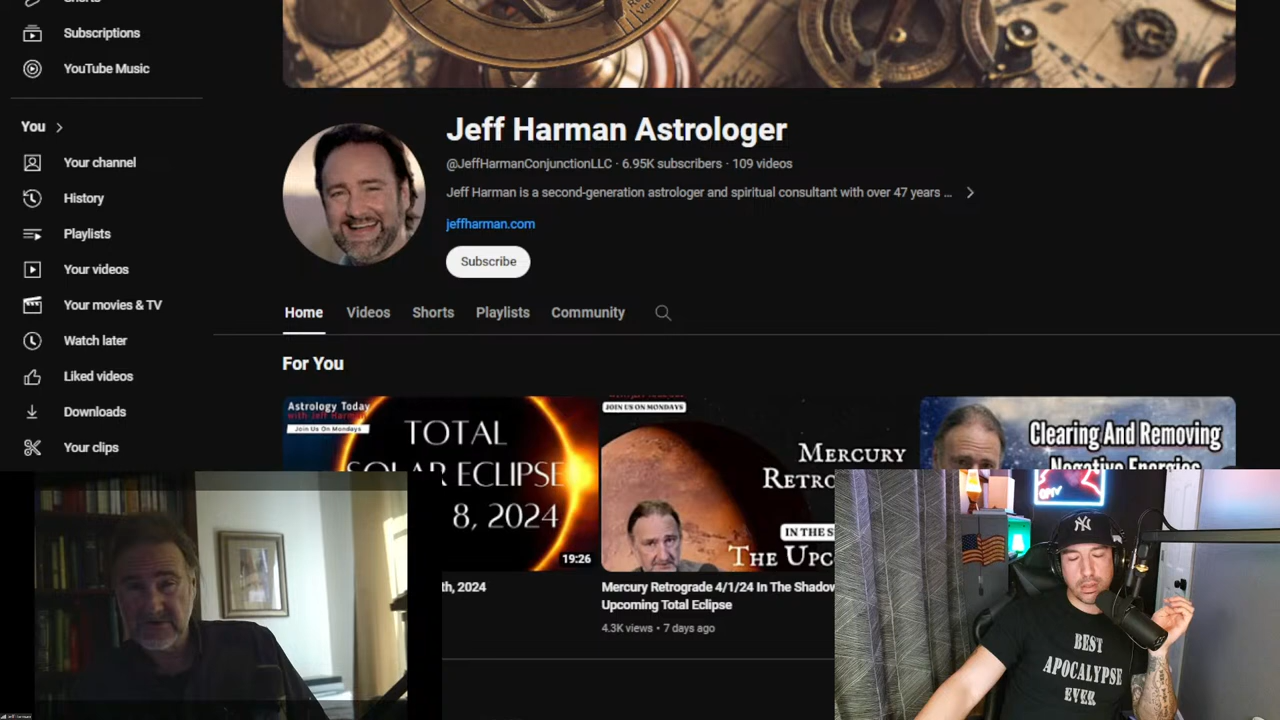 Shorts
Subscriptions
YouTube Music
You
Your channel
History
Playlists
Your videos
Your movies & TV
Watch later
Liked videos
Downloads
Your clips
Jeff Harman Astrologer
@JeffHarmanConjunctionLLC · 6.95K subscribers · 109 videos
Jeff Harman is a second-generation astrologer and spiritual consultant with over 47 years ...
jeffharman.com
Subscribe
Home
Videos
Shorts
Playlists
Community
For You
Astrology Today
with Jeff Harman
Join Us On Mondays
TOTAL
SOLAR ECLIPSE
8, 2024
19:26
th, 2024
JOIN US ON MONDAYS
MERCURY
RETRO
IN THE S
THE UPC
Mercury Retrograde 4/1/24 In The Shadow
Upcoming Total Eclipse
4.3K views • 7 days ago
Clearing And Removing
Negative Energies
NY
BEST
APOCALYPSE
EVER